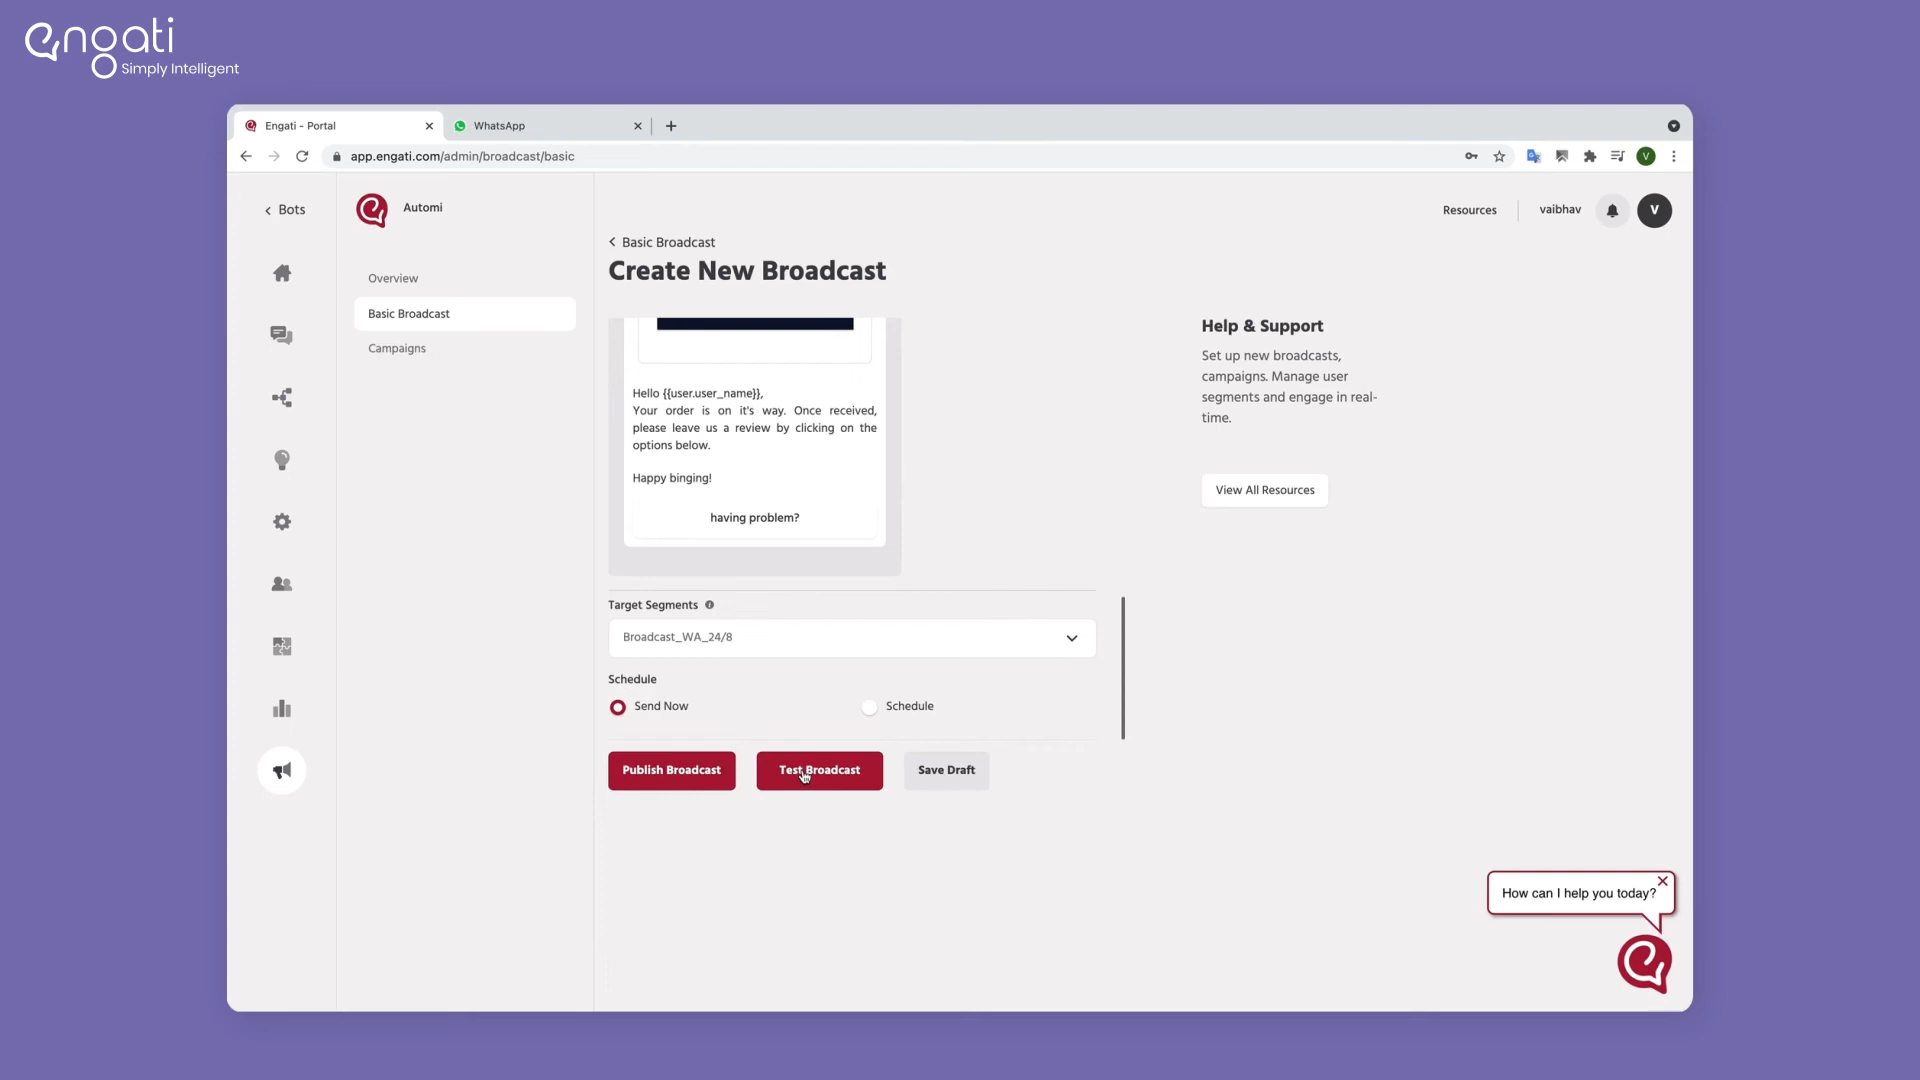 engati
Simply Intelligent
Engati - Portal
WhatsApp
app.engati.com/admin/broadcast/basic
V
Bots
Automi
Resources
vaibhav
V
Basic Broadcast
Create New Broadcast
Overview
Basic Broadcast
Campaigns
Hello {{user.user_name}},
Your order is on it's way. Once received,
please leave us a review by clicking on the
options below.
Happy binging!
having problem?
Help & Support
Set up new broadcasts,
campaigns. Manage user
segments and engage in real-
time.
View All Resources
Target Segments
Broadcast_WA_24/8
Schedule
Send Now
Schedule
Publish Broadcast
Test Broadcast
Save Draft
How can I help you today?